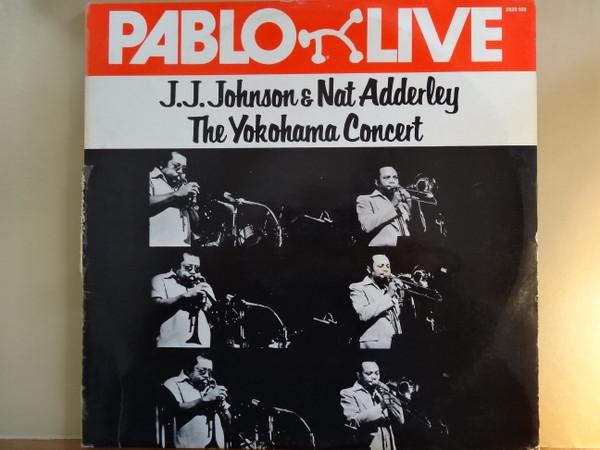 PABLO LIVE
J.J. Johnson & Nat Adderley
The Yokohama Concert